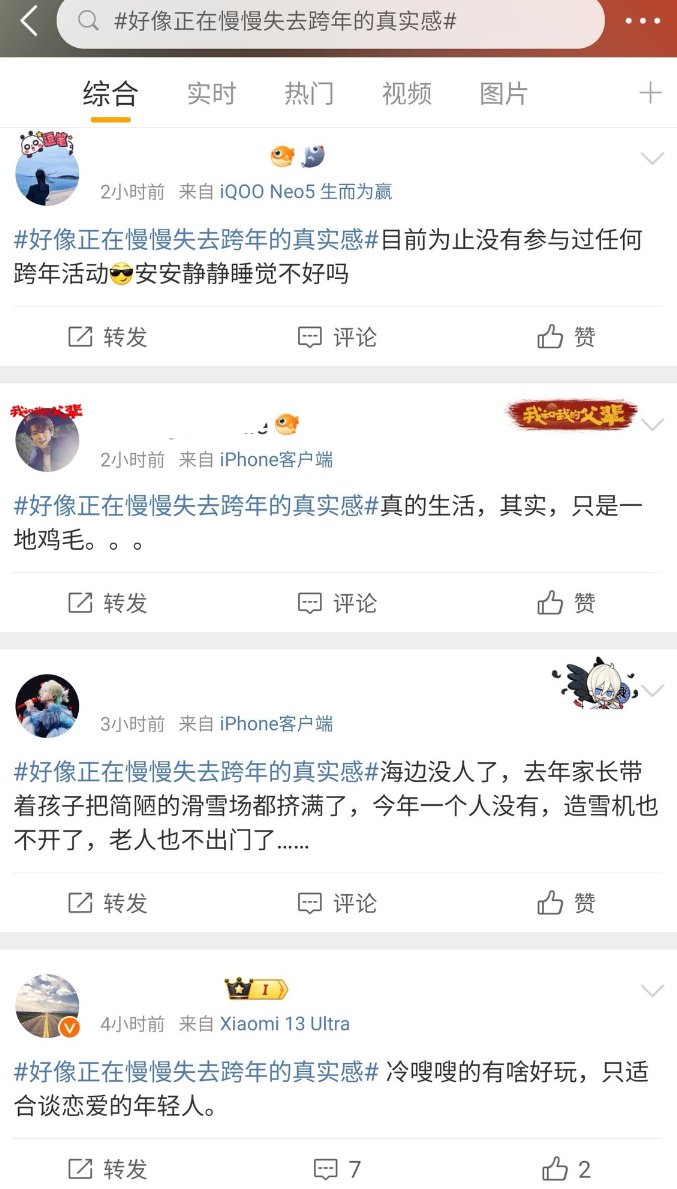 #好像正在慢慢失去跨年的真实感#
综合 实时 热门 视频 图片
逗笔
2小时前 来自 iQOO Neo5 生而为赢
#好像正在慢慢失去跨年的真实感#目前为止没有参与过任何
跨年活动😎安安静静睡觉不好吗
转发 评论 赞
我和我的父辈
我和我的父辈
2小时前 来自 iPhone客户端
#好像正在慢慢失去跨年的真实感#真的生活，其实，只是一
地鸡毛。。。
转发 评论 赞
3小时前 来自 iPhone客户端
#好像正在慢慢失去跨年的真实感#海边没人了，去年家长带
着孩子把简陋的滑雪场都挤满了，今年一个人没有，造雪机也
不开了，老人也不出门了……
转发 评论 赞
I
V
4小时前 来自 Xiaomi 13 Ultra
#好像正在慢慢失去跨年的真实感# 冷嗖嗖的有啥好玩，只适
合谈恋爱的年轻人。
转发 7 2